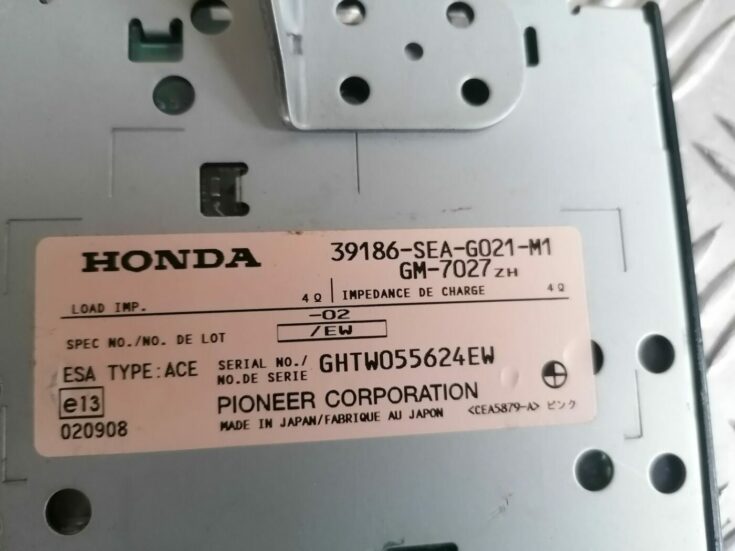 HONDA 39186-SEA-G021-M1
GM-7027 ZH
LOAD IMP. 4Ω IMPEDANCE DE CHARGE 4Ω
-02
SPEC NO./NO. DE LOT /EW
ESA TYPE:ACE SERIAL NO./ NO.DE SERIE GHTW055624EW
e13 PIONEER CORPORATION
020908 MADE IN JAPAN/FABRIQUE AU JAPON <CEA5879-A> ピンク